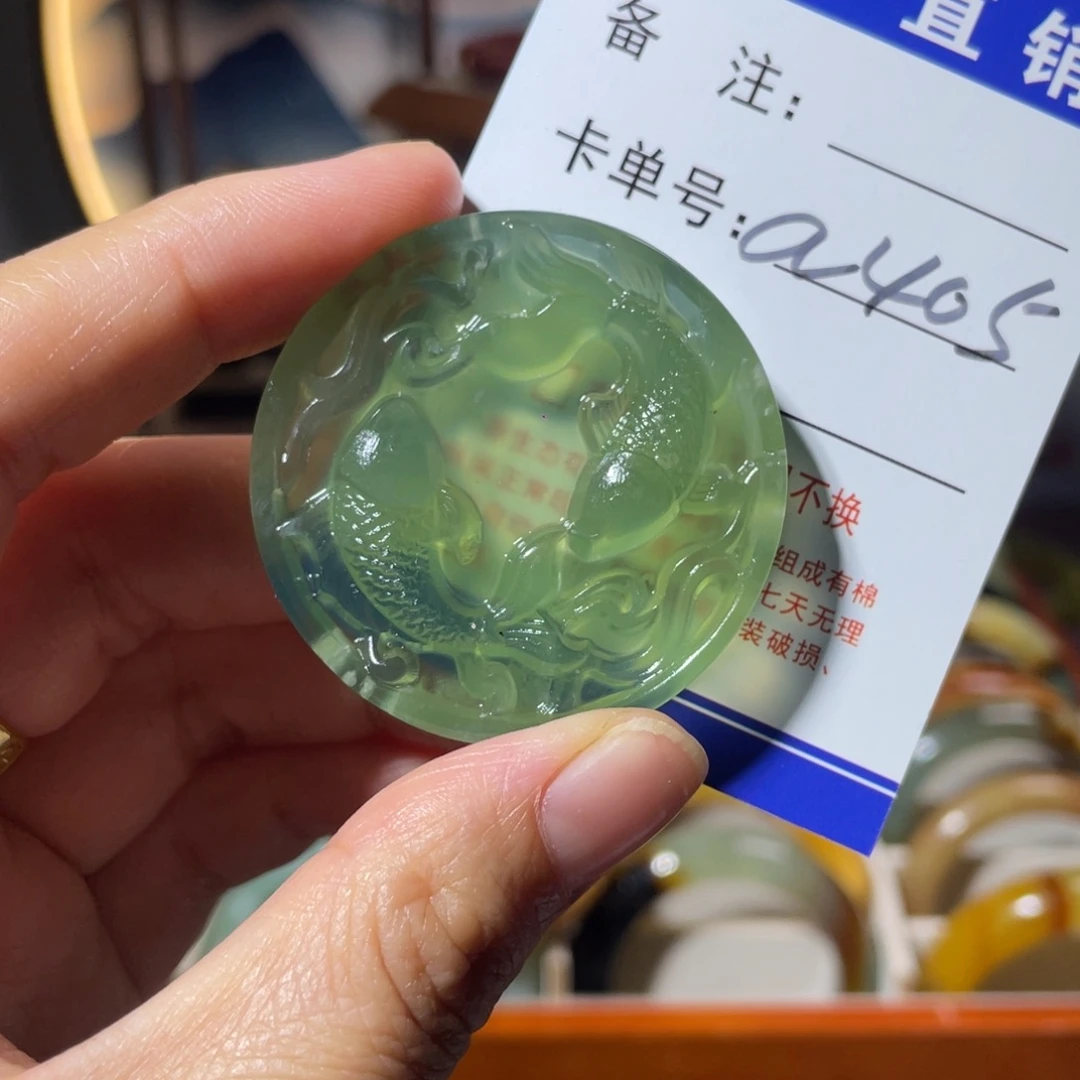 直销
备 注：
卡单号：a405
不换
组成有棉
七天无理
装破损、